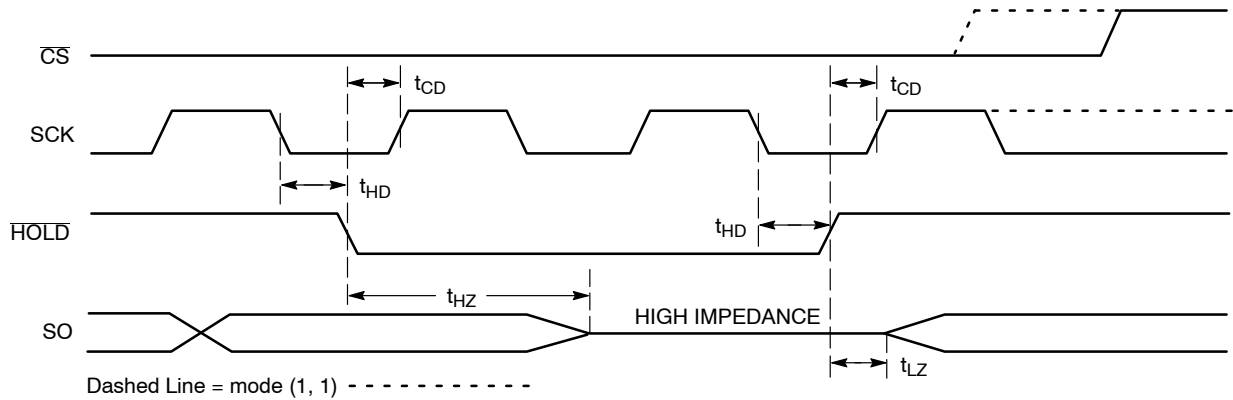 CS
tCD
tCD
SCK
tHD
HOLD
tHD
tHZ
HIGH IMPEDANCE
SO
tLZ
Dashed Line = mode (1, 1)